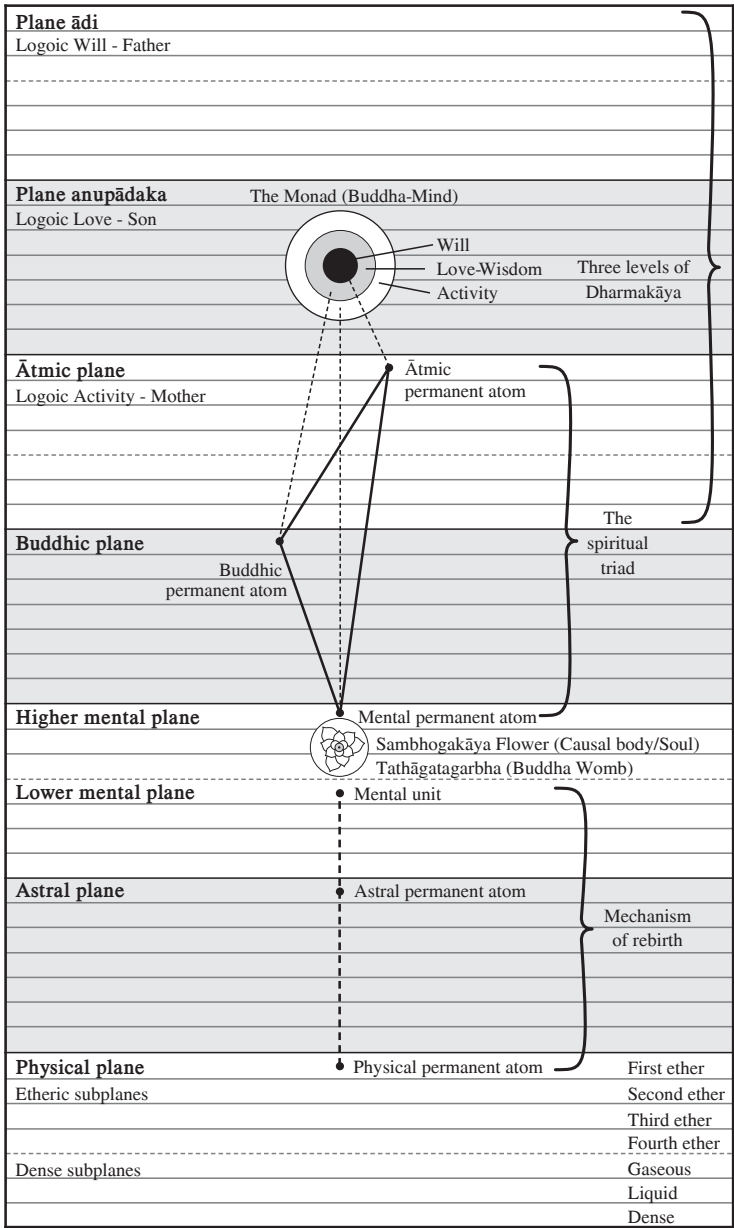 Plane ādi
Logoic Will - Father
Plane anupādaka
The Monad (Buddha-Mind)
Logoic Love - Son
Will
Love-Wisdom
Activity
Three levels of
Dharmakāya
Ātmic plane
Logoic Activity - Mother
Ātmic
permanent atom
The
spiritual
triad
Buddhic plane
Buddhic
permanent atom
Higher mental plane
Mental permanent atom
Sambhogakāya Flower (Causal body/Soul)
Tathāgatagarbha (Buddha Womb)
Lower mental plane
Mental unit
Astral plane
Astral permanent atom
Mechanism
of rebirth
Physical plane
Physical permanent atom
First ether
Etheric subplanes
Second ether
Third ether
Fourth ether
Dense subplanes
Gaseous
Liquid
Dense